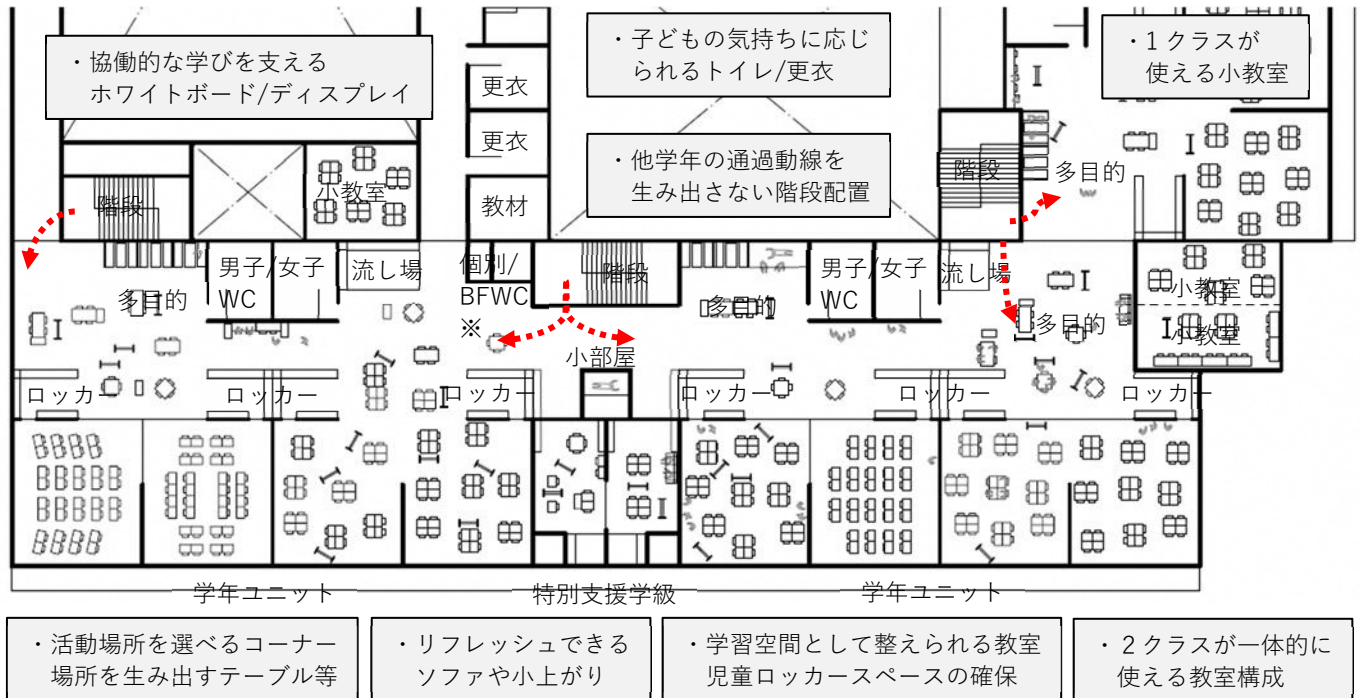 ・協働的な学びを支える
ホワイトボード/ディスプレイ
・子どもの気持ちに応じ
られるトイレ/更衣
・1クラスが
使える小教室
更衣
更衣
・他学年の通過動線を
生み出さない階段配置
階段
小教室
教材
階段
多目的
男子/女子
WC
流し場
個別/
BFWC
※
階段
男子/女子
WC
流し場
小教室
小教室
多目的
多目的
多目的
小部屋
ロッカー
ロッカー
ロッカー
ロッカー
ロッカー
ロッカー
学年ユニット
特別支援学級
学年ユニット
・活動場所を選べるコーナー
場所を生み出すテーブル等
・リフレッシュできる
ソファや小上がり
・学習空間として整えられる教室
児童ロッカースペースの確保
・２クラスが一体的に
使える教室構成